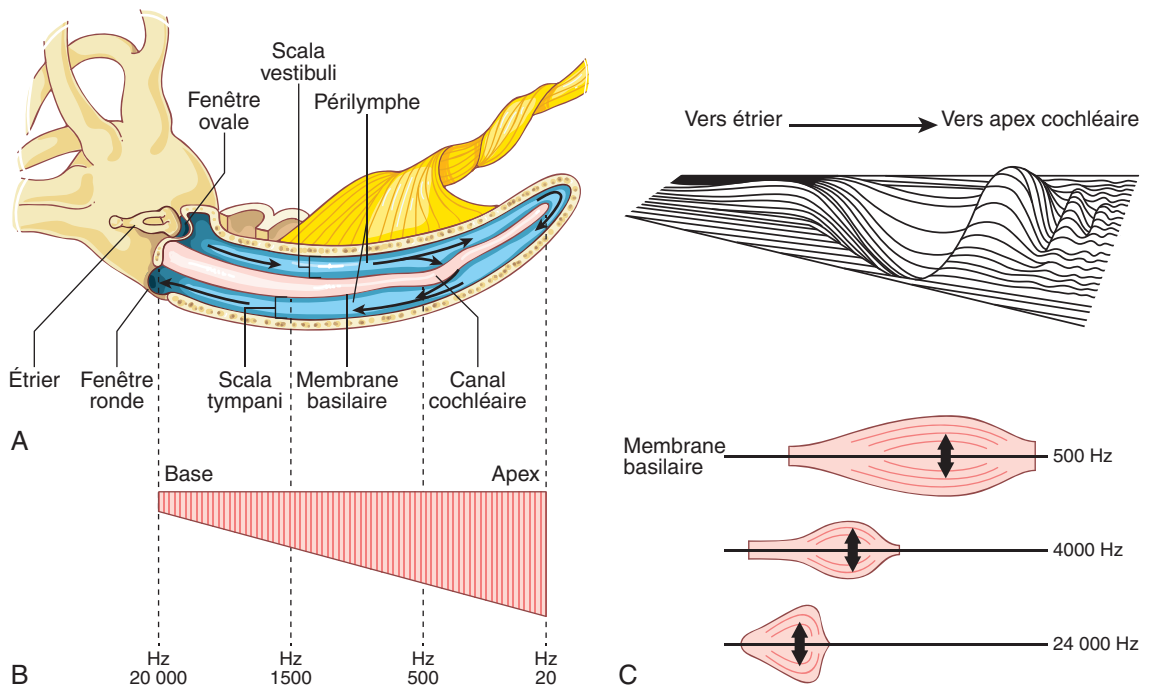 Scala
vestibuli
Fenêtre
ovale
Périlymphe
Étrier
Fenêtre
ronde
Scala
tympani
Membrane
basilaire
Canal
cochléaire
A
Base
Apex
Hz
20 000
Hz
1500
Hz
500
Hz
20
B
Vers étrier
Vers apex cochléaire
Membrane
basilaire
500 Hz
4000 Hz
24 000 Hz
C